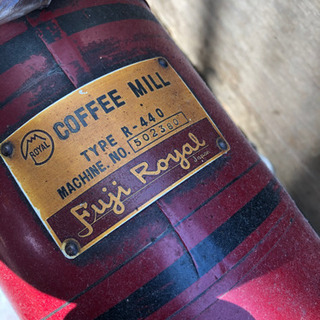 ROYAL
COFFEE MILL
TYPE R-440
MACHINE.NO. 502380
Fuji Royal
Japan